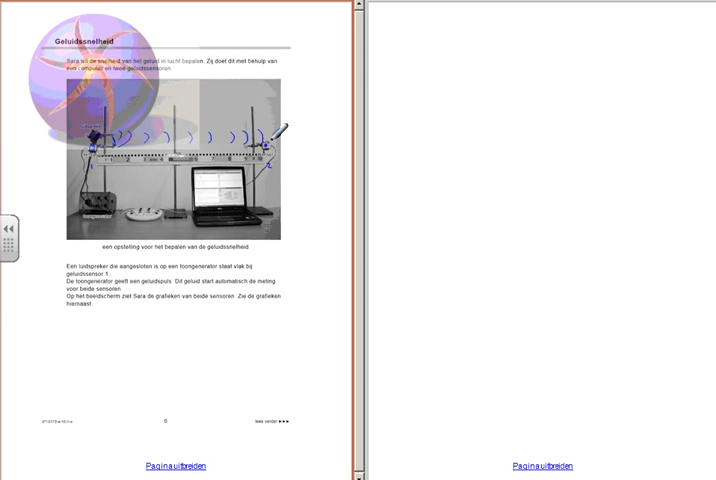 Geluidssnelheid
Sara wil de snelheid van het geluid in lucht bepalen. Zij doet dit met behulp van
een computer en twee geluidssensoren.
1
2
toongenerator
een opstelling voor het bepalen van de geluidssnelheid
Een luidspreker die aangesloten is op een toongenerator staat vlak bij
geluidssensor 1.
De toongenerator geeft een geluidspuls. Dit geluid start automatisch de meting
voor beide sensoren.
Op het beeldscherm ziet Sara de grafieken van beide sensoren. Zie de grafieken
hiernaast.
6
lees verder ►►►
Pagina uitbreiden
Pagina uitbreiden